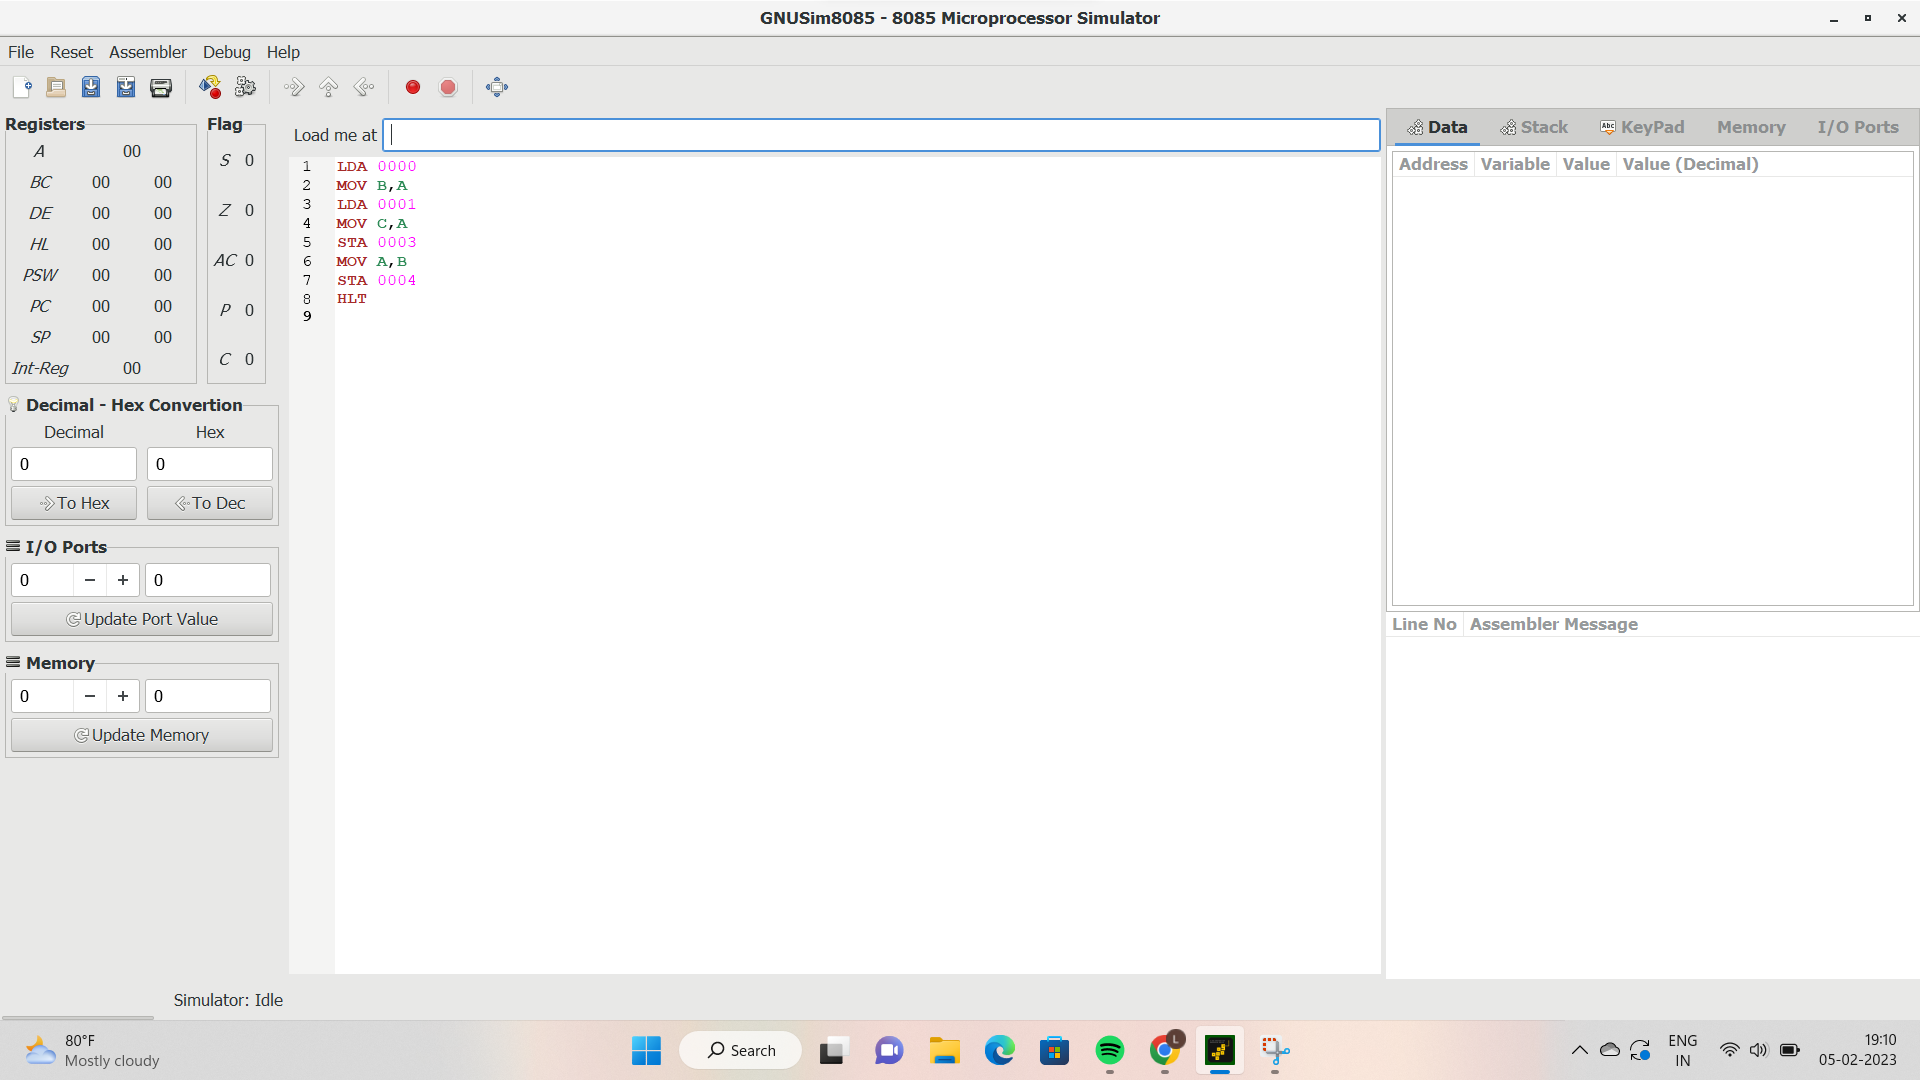 GNUSim8085 - 8085 Microprocessor Simulator
File Reset Assembler Debug Help
Registers
A 00
BC 00 00
DE 00 00
HL 00 00
PSW 00 00
PC 00 00
SP 00 00
Int-Reg 00
Flag
S 0
Z 0
AC 0
P 0
C 0
Decimal - Hex Convertion
Decimal Hex
0 0
To Hex To Dec
I/O Ports
0 − + 0
Update Port Value
Memory
0 − + 0
Update Memory
Load me at
1 LDA 0000
2 MOV B,A
3 LDA 0001
4 MOV C,A
5 STA 0003
6 MOV A,B
7 STA 0004
8 HLT
9
Data Stack Abc KeyPad Memory I/O Ports
Address Variable Value Value (Decimal)
Line No Assembler Message
Simulator: Idle
80°F
Mostly cloudy
Search
L
ENG
IN
19:10
05-02-2023